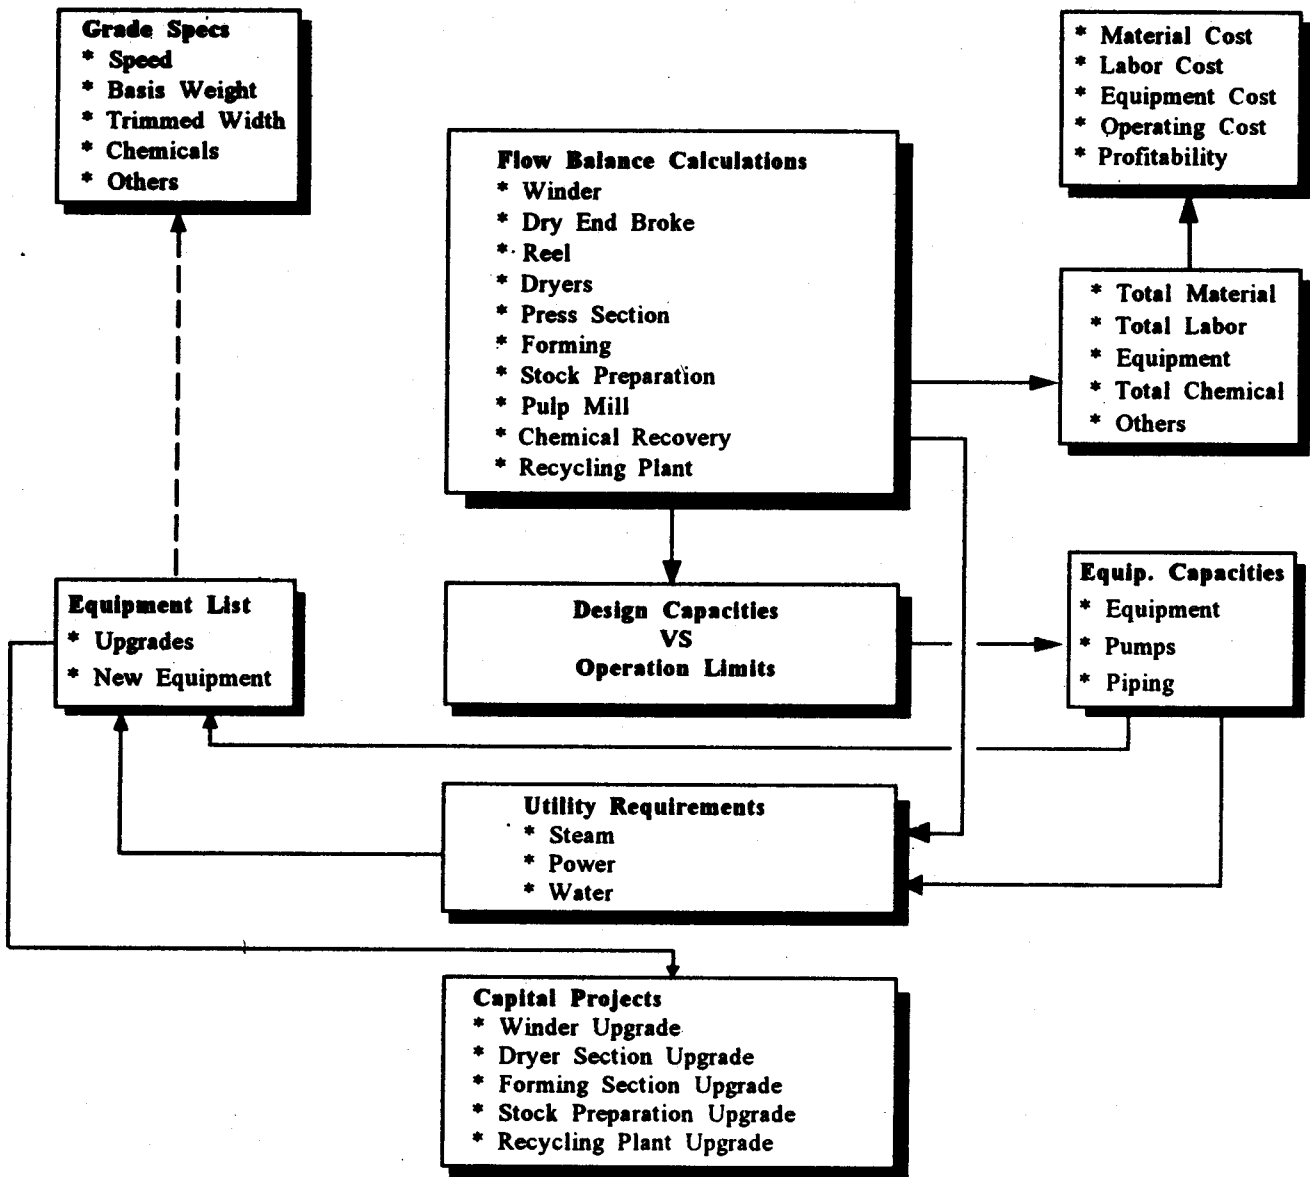 Grade Specs
* Speed
* Basis Weight
* Trimmed Width
* Chemicals
* Others
* Material Cost
* Labor Cost
* Equipment Cost
* Operating Cost
* Profitability
Flow Balance Calculations
* Winder
* Dry End Broke
* Reel
* Dryers
* Press Section
* Forming
* Stock Preparation
* Pulp Mill
* Chemical Recovery
* Recycling Plant
* Total Material
* Total Labor
* Equipment
* Total Chemical
* Others
Equipment List
* Upgrades
* New Equipment
Design Capacities
VS
Operation Limits
Equip. Capacities
* Equipment
* Pumps
* Piping
Utility Requirements
* Steam
* Power
* Water
Capital Projects
* Winder Upgrade
* Dryer Section Upgrade
* Forming Section Upgrade
* Stock Preparation Upgrade
* Recycling Plant Upgrade